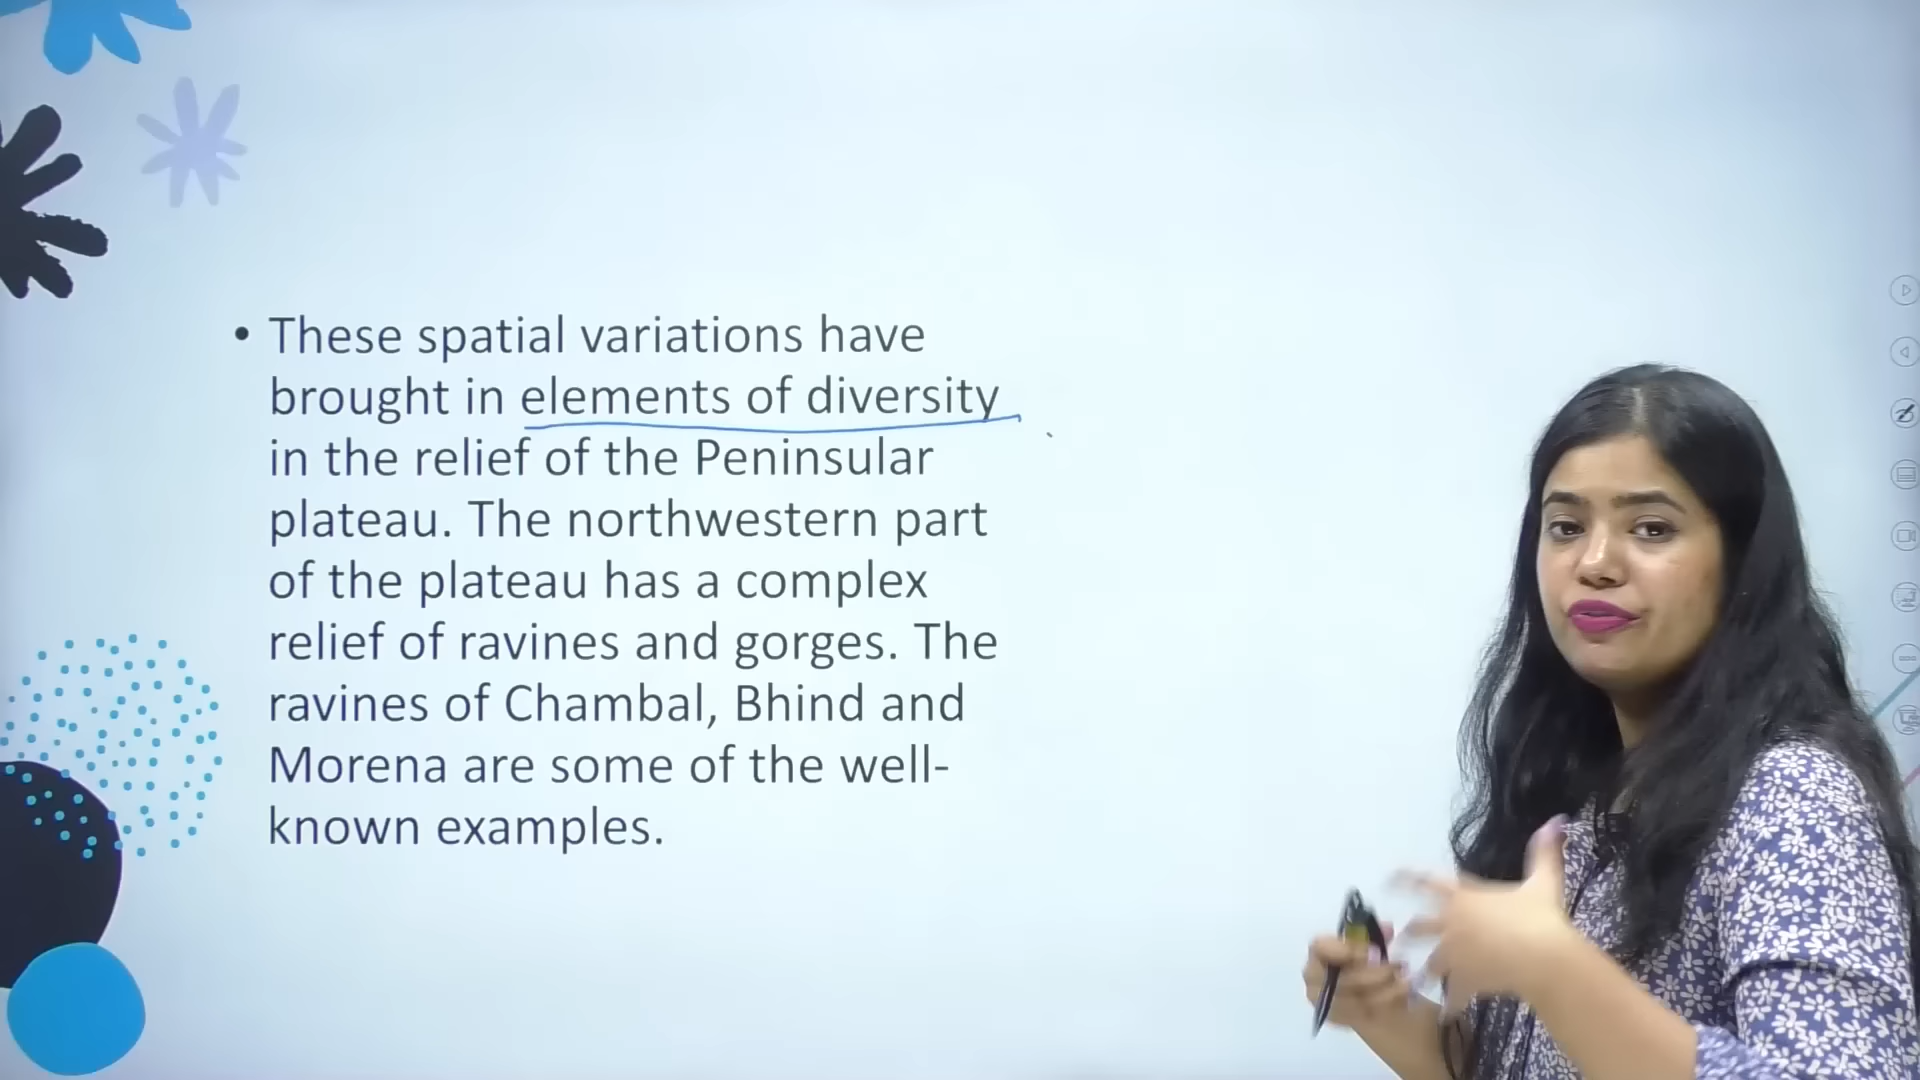 • These spatial variations have
brought in elements of diversity
in the relief of the Peninsular
plateau. The northwestern part
of the plateau has a complex
relief of ravines and gorges. The
ravines of Chambal, Bhind and
Morena are some of the well-
known examples.